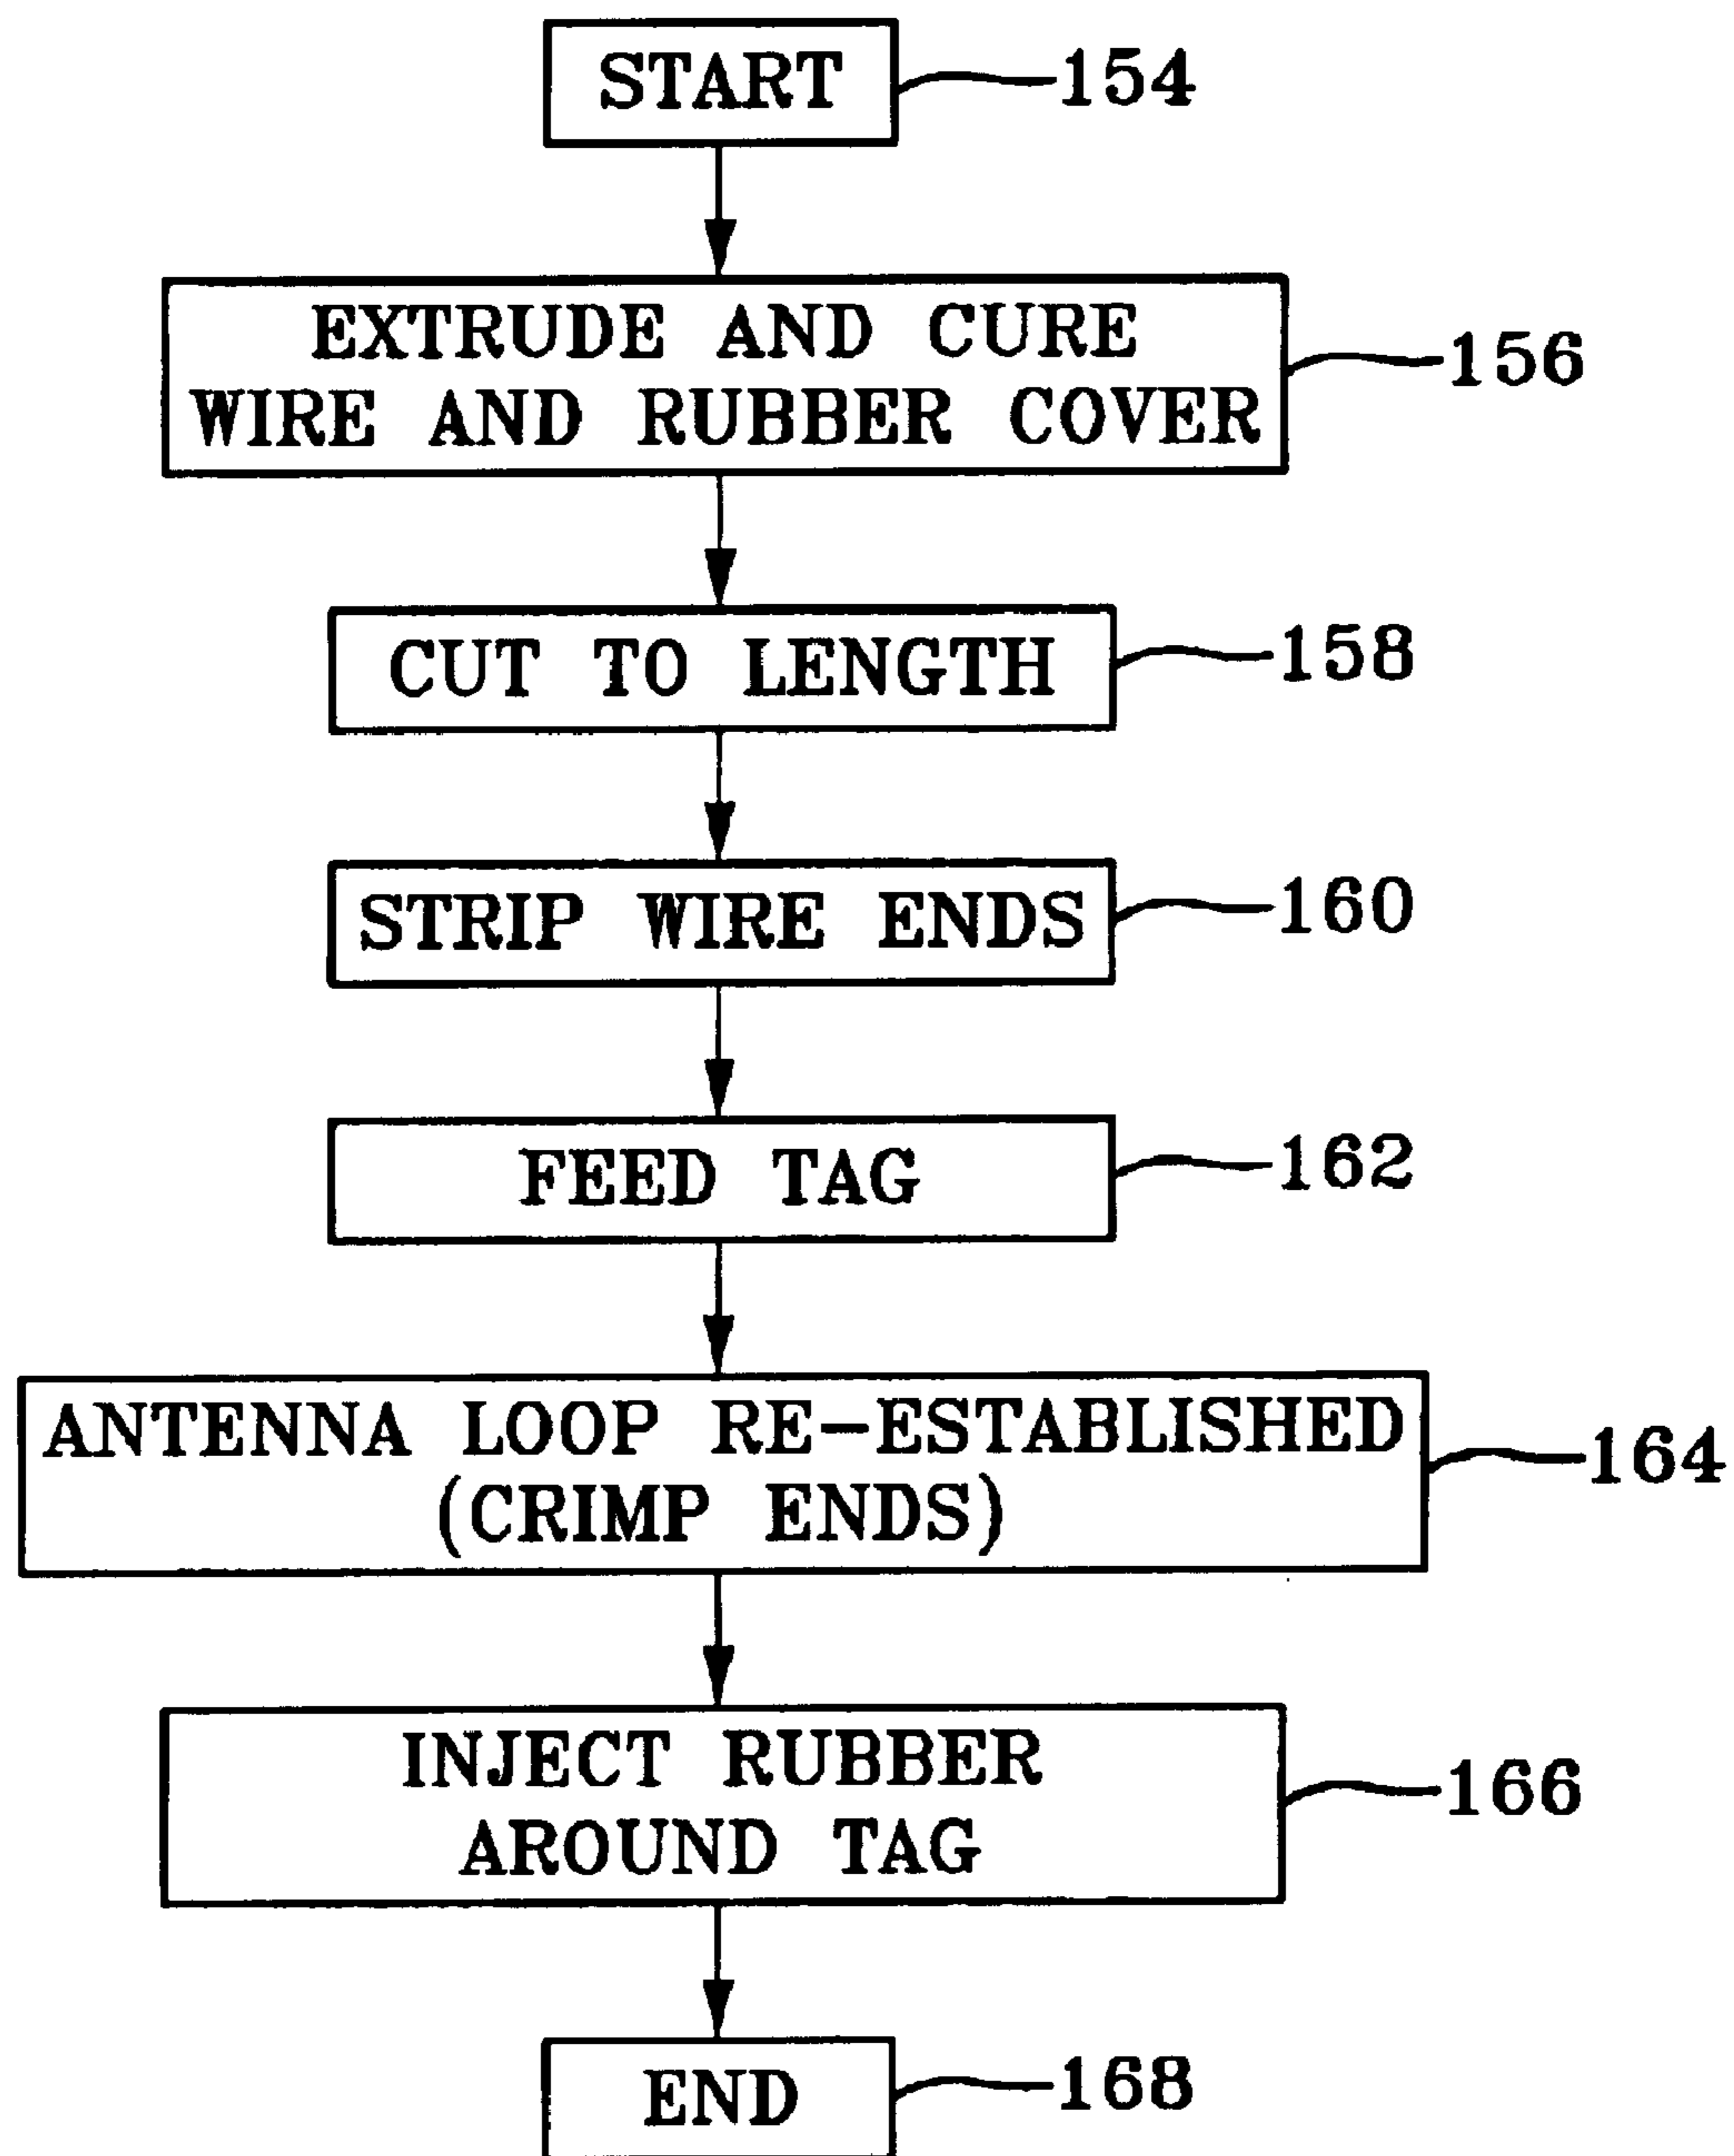 START
154
EXTRUDE AND CURE
WIRE AND RUBBER COVER
156
CUT TO LENGTH
158
STRIP WIRE ENDS
160
FEED TAG
162
ANTENNA LOOP RE-ESTABLISHED
(CRIMP ENDS)
164
INJECT RUBBER
AROUND TAG
166
END
168